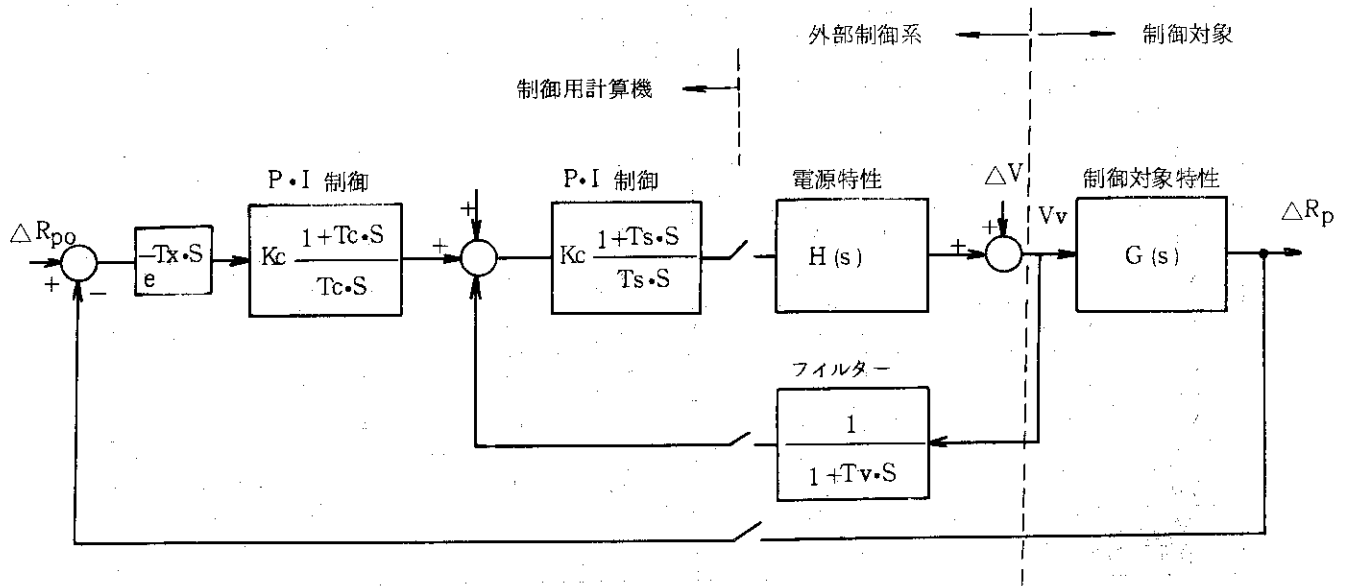 外部制御系
制御対象
制御用計算機
P・I 制御
P・I 制御
電源特性
△V
制御対象特性
△Rpo
+
−
e −Tx・S
Kc 1+Tc・S
Tc・S
+
+
+
Kc 1+Ts・S
Ts・S
H(s)
+
+
Vv
G(s)
△Rp
フィルター
1
1+Tv・S